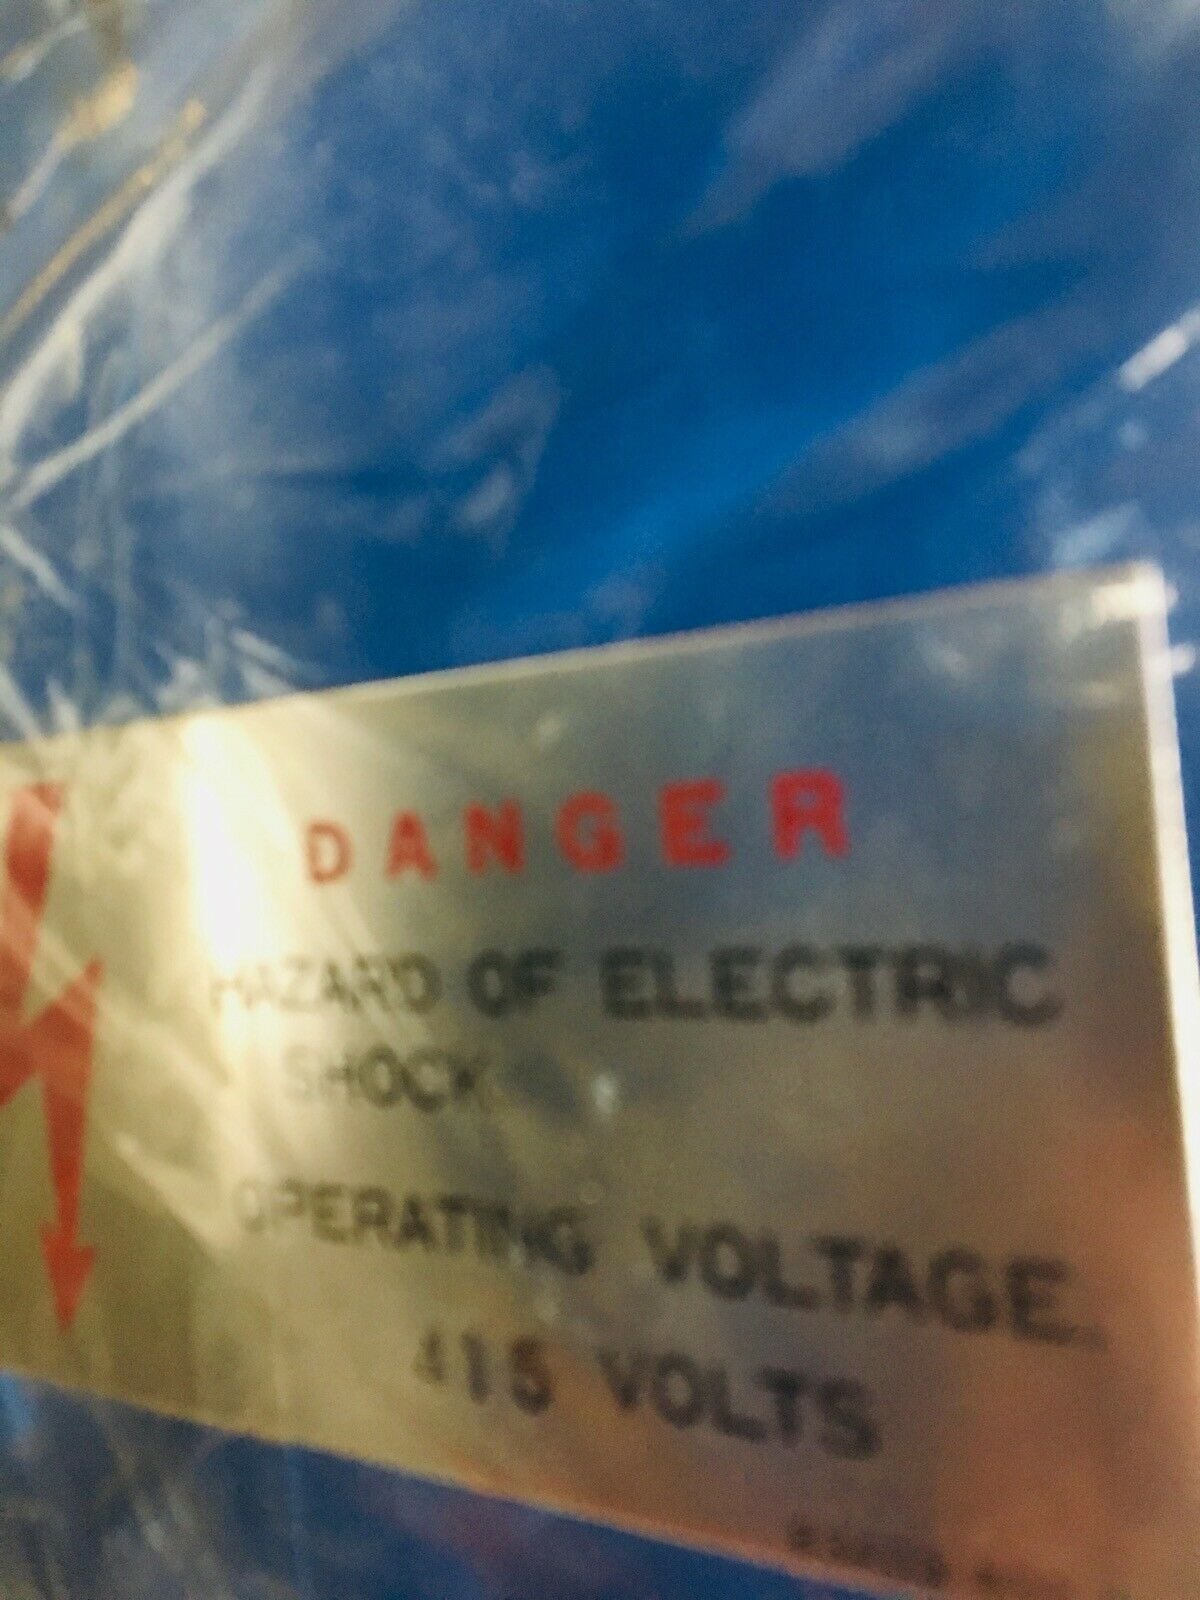 DANGER
HAZARD OF ELECTRIC
SHOCK
OPERATING VOLTAGE.
415 VOLTS